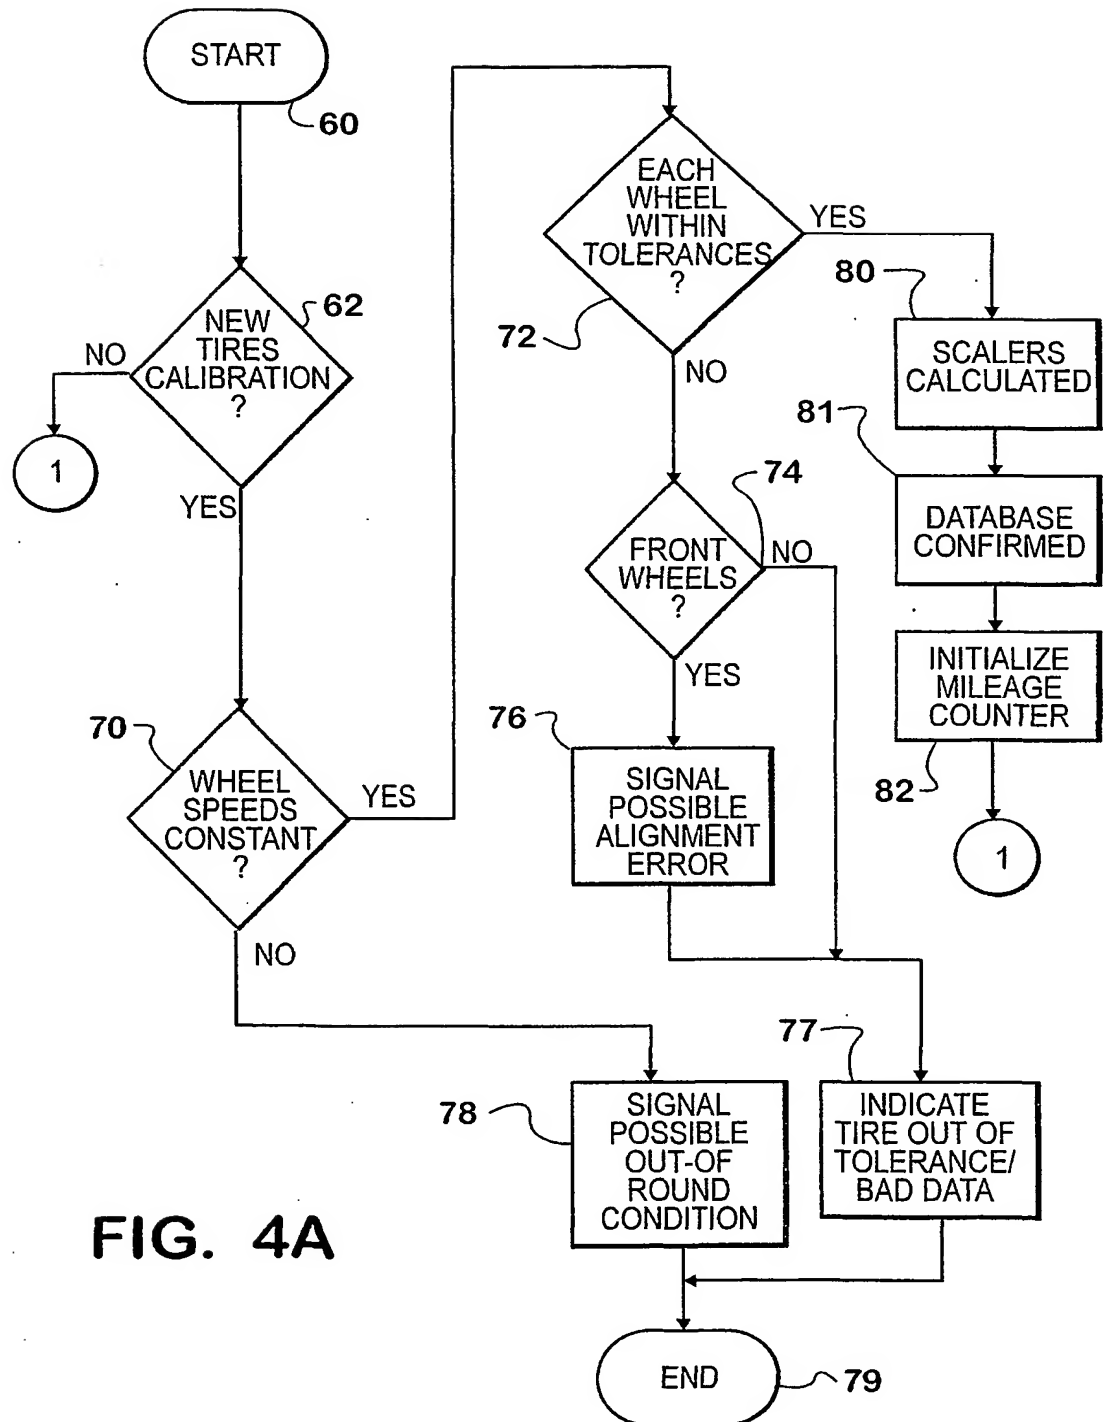 START
60
NEW
TIRES
CALIBRATION
?
62
NO
1
YES
70
WHEEL
SPEEDS
CONSTANT
?
YES
NO
EACH
WHEEL
WITHIN
TOLERANCES
?
72
YES
NO
80
SCALERS
CALCULATED
81
DATABASE
CONFIRMED
INITIALIZE
MILEAGE
COUNTER
82
1
74
FRONT
WHEELS
?
NO
YES
76
SIGNAL
POSSIBLE
ALIGNMENT
ERROR
77
INDICATE
TIRE OUT OF
TOLERANCE/
BAD DATA
78
SIGNAL
POSSIBLE
OUT-OF
ROUND
CONDITION
END
79
FIG. 4A